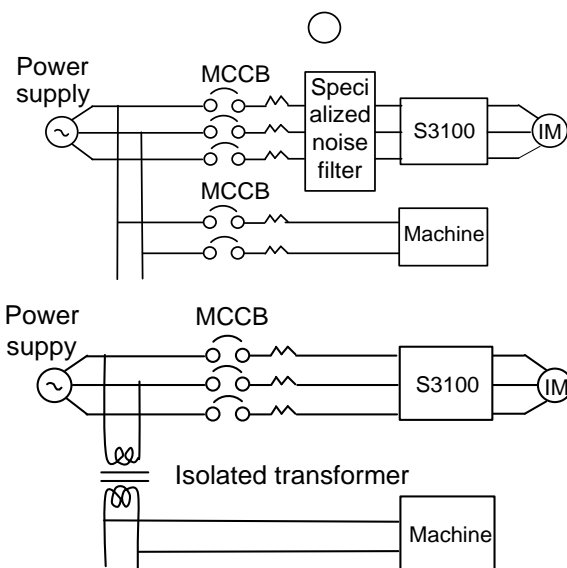 Power
supply
MCCB
Speci
alized
noise
filter
S3100
IM
MCCB
Machine
Power
suppy
MCCB
S3100
IM
Isolated transformer
Machine